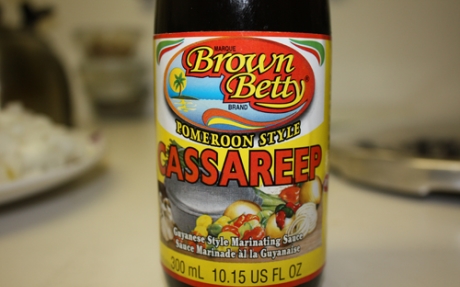 MARQUE
Brown
Betty
BRAND
POMEROON STYLE
CASSAREEP
Guyanese Style Marinating Sauce
Sauce Marinade àl la Guyanaise
300 mL 10.15 US FL OZ